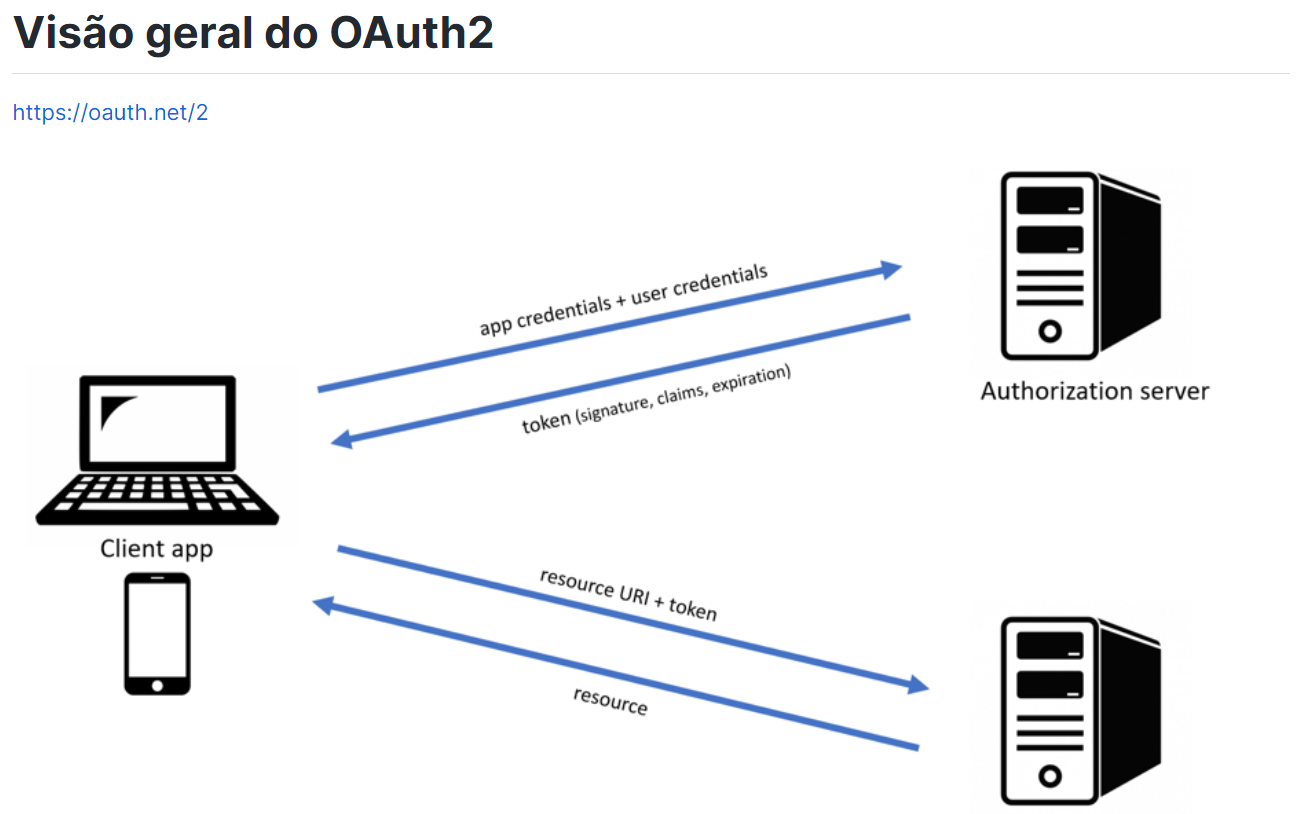 Visão geral do OAuth2
https://oauth.net/2
app credentials + user credentials
token (signature, claims, expiration)
Authorization server
Client app
resource URI + token
resource